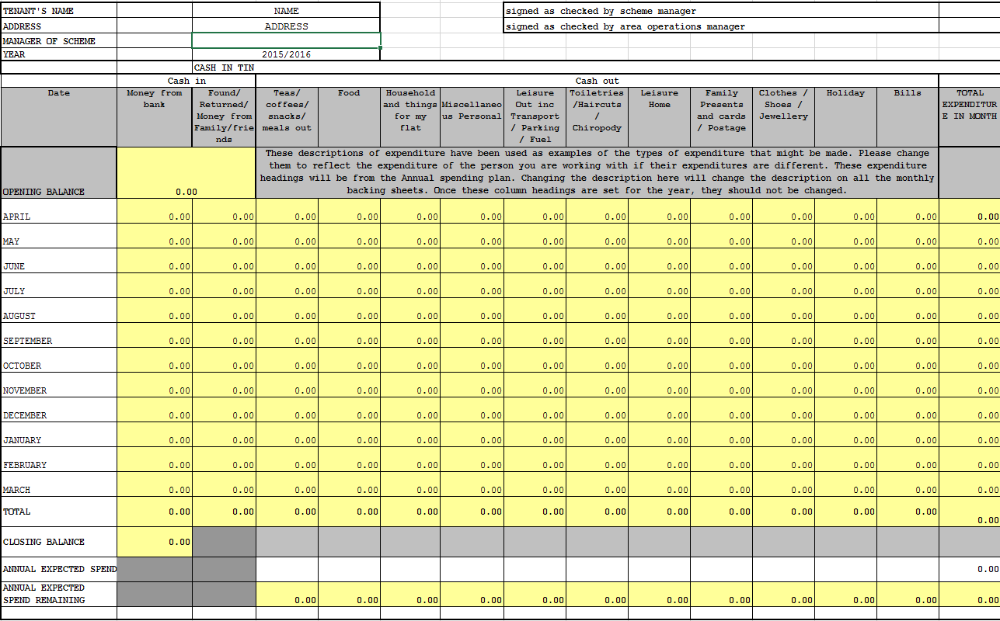 TENANT'S NAME NAME signed as checked by scheme manager
ADDRESS ADDRESS signed as checked by area operations manager
MANAGER OF SCHEME
YEAR 2015/2016
CASH IN TIN
Cash in Cash out
Date
Money from
bank
Found/
Returned/
Money from
Family/frie
nds
Teas/
coffees/
snacks/
meals out
Food
Household
and things
for my
flat
Miscellaneo
us Personal
Leisure
Out inc
Transport
/ Parking
/ Fuel
Toiletries
/Haircuts
/
Chiropody
Leisure
Home
Family
Presents
and cards
/ Postage
Clothes /
Shoes /
Jewellery
Holiday
Bills
TOTAL
EXPENDITUR
E IN MONTH
These descriptions of expenditure have been used as examples of the types of expenditure that might be made. Please change
them to reflect the expenditure of the person you are working with if their expenditures are different. These expenditure
headings will be from the Annual spending plan. Changing the description here will change the description on all the monthly
backing sheets. Once these column headings are set for the year, they should not be changed.
OPENING BALANCE 0.00
APRIL 0.00 0.00 0.00 0.00 0.00 0.00 0.00 0.00 0.00 0.00 0.00 0.00 0.00 0.00
MAY 0.00 0.00 0.00 0.00 0.00 0.00 0.00 0.00 0.00 0.00 0.00 0.00 0.00 0.00
JUNE 0.00 0.00 0.00 0.00 0.00 0.00 0.00 0.00 0.00 0.00 0.00 0.00 0.00 0.00
JULY 0.00 0.00 0.00 0.00 0.00 0.00 0.00 0.00 0.00 0.00 0.00 0.00 0.00 0.00
AUGUST 0.00 0.00 0.00 0.00 0.00 0.00 0.00 0.00 0.00 0.00 0.00 0.00 0.00 0.00
SEPTEMBER 0.00 0.00 0.00 0.00 0.00 0.00 0.00 0.00 0.00 0.00 0.00 0.00 0.00 0.00
OCTOBER 0.00 0.00 0.00 0.00 0.00 0.00 0.00 0.00 0.00 0.00 0.00 0.00 0.00 0.00
NOVEMBER 0.00 0.00 0.00 0.00 0.00 0.00 0.00 0.00 0.00 0.00 0.00 0.00 0.00 0.00
DECEMBER 0.00 0.00 0.00 0.00 0.00 0.00 0.00 0.00 0.00 0.00 0.00 0.00 0.00 0.00
JANUARY 0.00 0.00 0.00 0.00 0.00 0.00 0.00 0.00 0.00 0.00 0.00 0.00 0.00 0.00
FEBRUARY 0.00 0.00 0.00 0.00 0.00 0.00 0.00 0.00 0.00 0.00 0.00 0.00 0.00 0.00
MARCH 0.00 0.00 0.00 0.00 0.00 0.00 0.00 0.00 0.00 0.00 0.00 0.00 0.00 0.00
TOTAL 0.00 0.00 0.00 0.00 0.00 0.00 0.00 0.00 0.00 0.00 0.00 0.00 0.00 0.00
CLOSING BALANCE 0.00
ANNUAL EXPECTED SPEND 0.00
ANNUAL EXPECTED
SPEND REMAINING 0.00 0.00 0.00 0.00 0.00 0.00 0.00 0.00 0.00 0.00 0.00 0.00